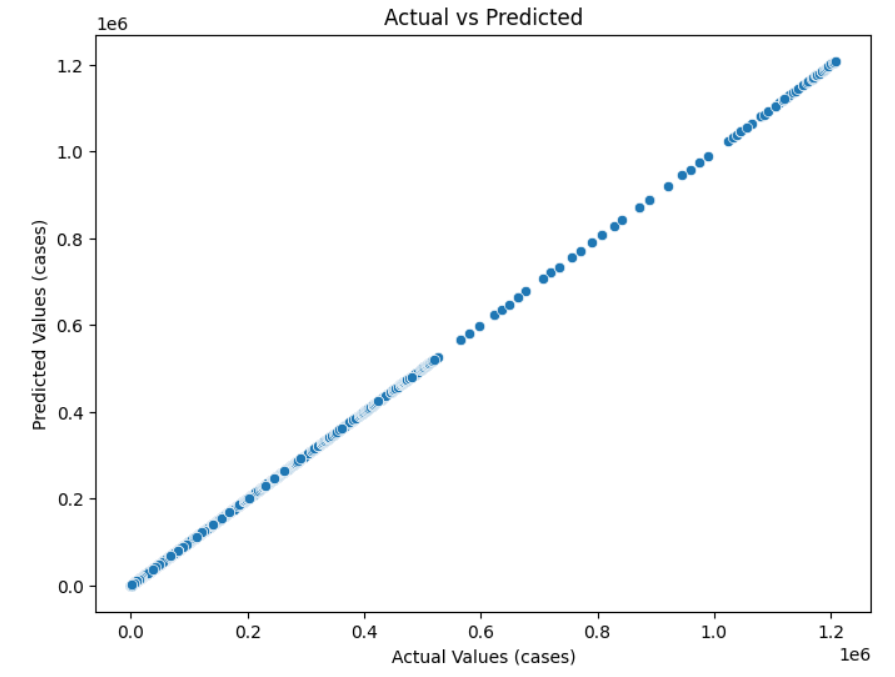 Actual vs Predicted
1e6
1.2
1.0
0.8
0.6
0.4
0.2
0.0
Predicted Values (cases)
0.0 0.2 0.4 0.6 0.8 1.0 1.2
1e6
Actual Values (cases)